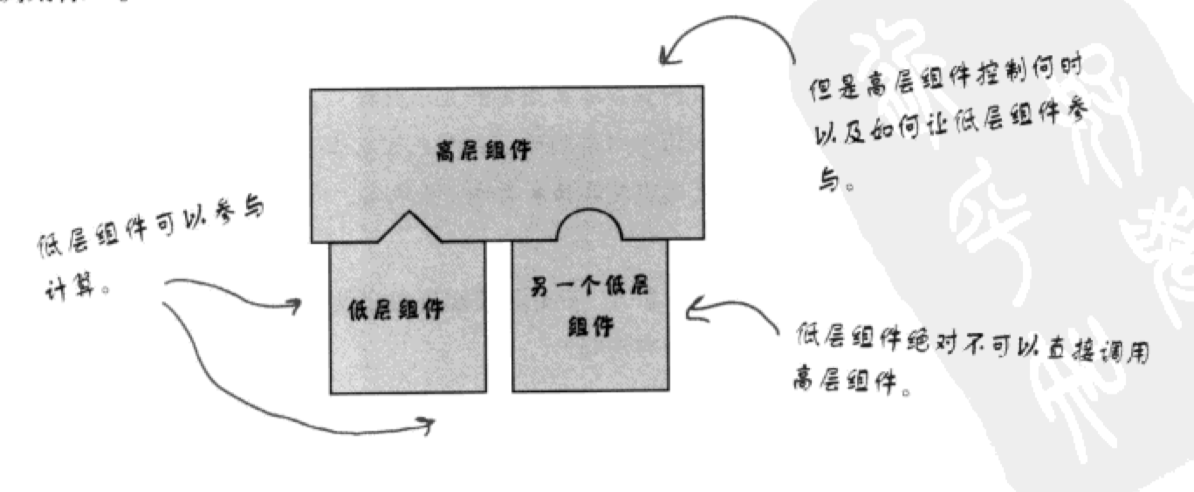 但是高层组件控制何时
以及如何让低层组件参
与。
高层组件
低层组件可以参与
计算。
低层组件
另一个低层
组件
低层组件绝对不可以直接调用
高层组件。